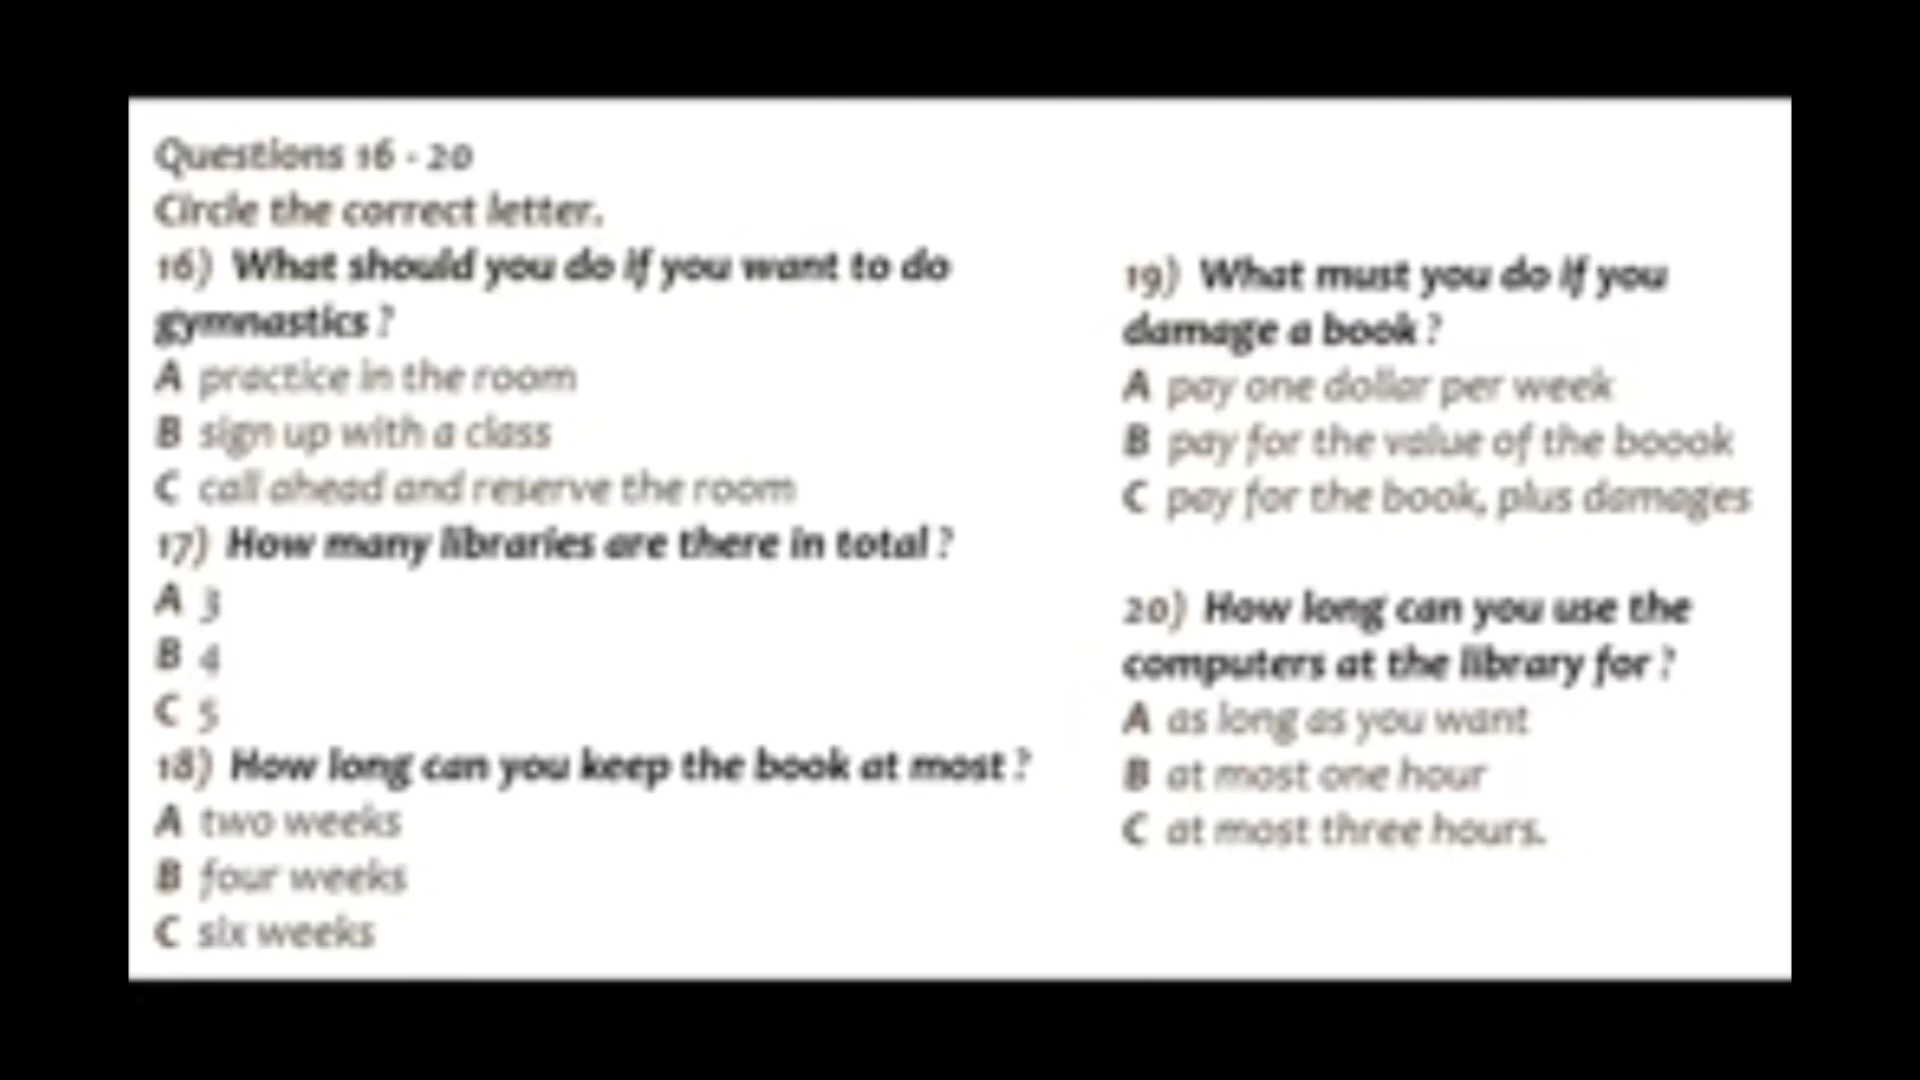 Questions 16 - 20
Circle the correct letter.
16) What should you do if you want to do
gymnastics ?
A practice in the room
B sign up with a class
C call ahead and reserve the room
17) How many libraries are there in total ?
A 3
B 4
C 5
18) How long can you keep the book at most ?
A two weeks
B four weeks
C six weeks
19) What must you do if you
damage a book ?
A pay one dollar per week
B pay for the value of the boook
C pay for the book, plus damages
20) How long can you use the
computers at the library for ?
A as long as you want
B at most one hour
C at most three hours.